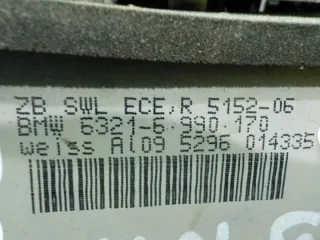 ZB SWL ECE,R 5152-06
BMW 6321-6.990.170
weiss Al09 5296 014335